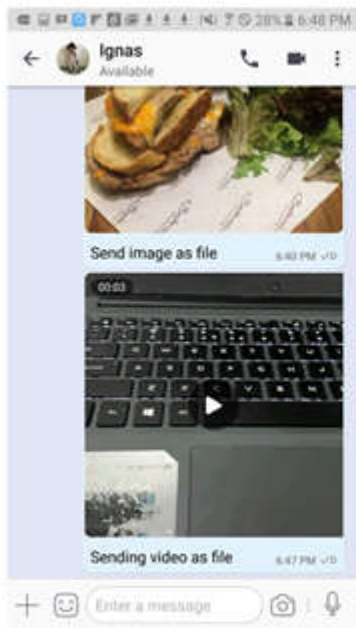 28% 6:48 PM
Ignas
Available
Send image as file
6:40 PM
00:03
Sending video as file
6:47 PM
Enter a message